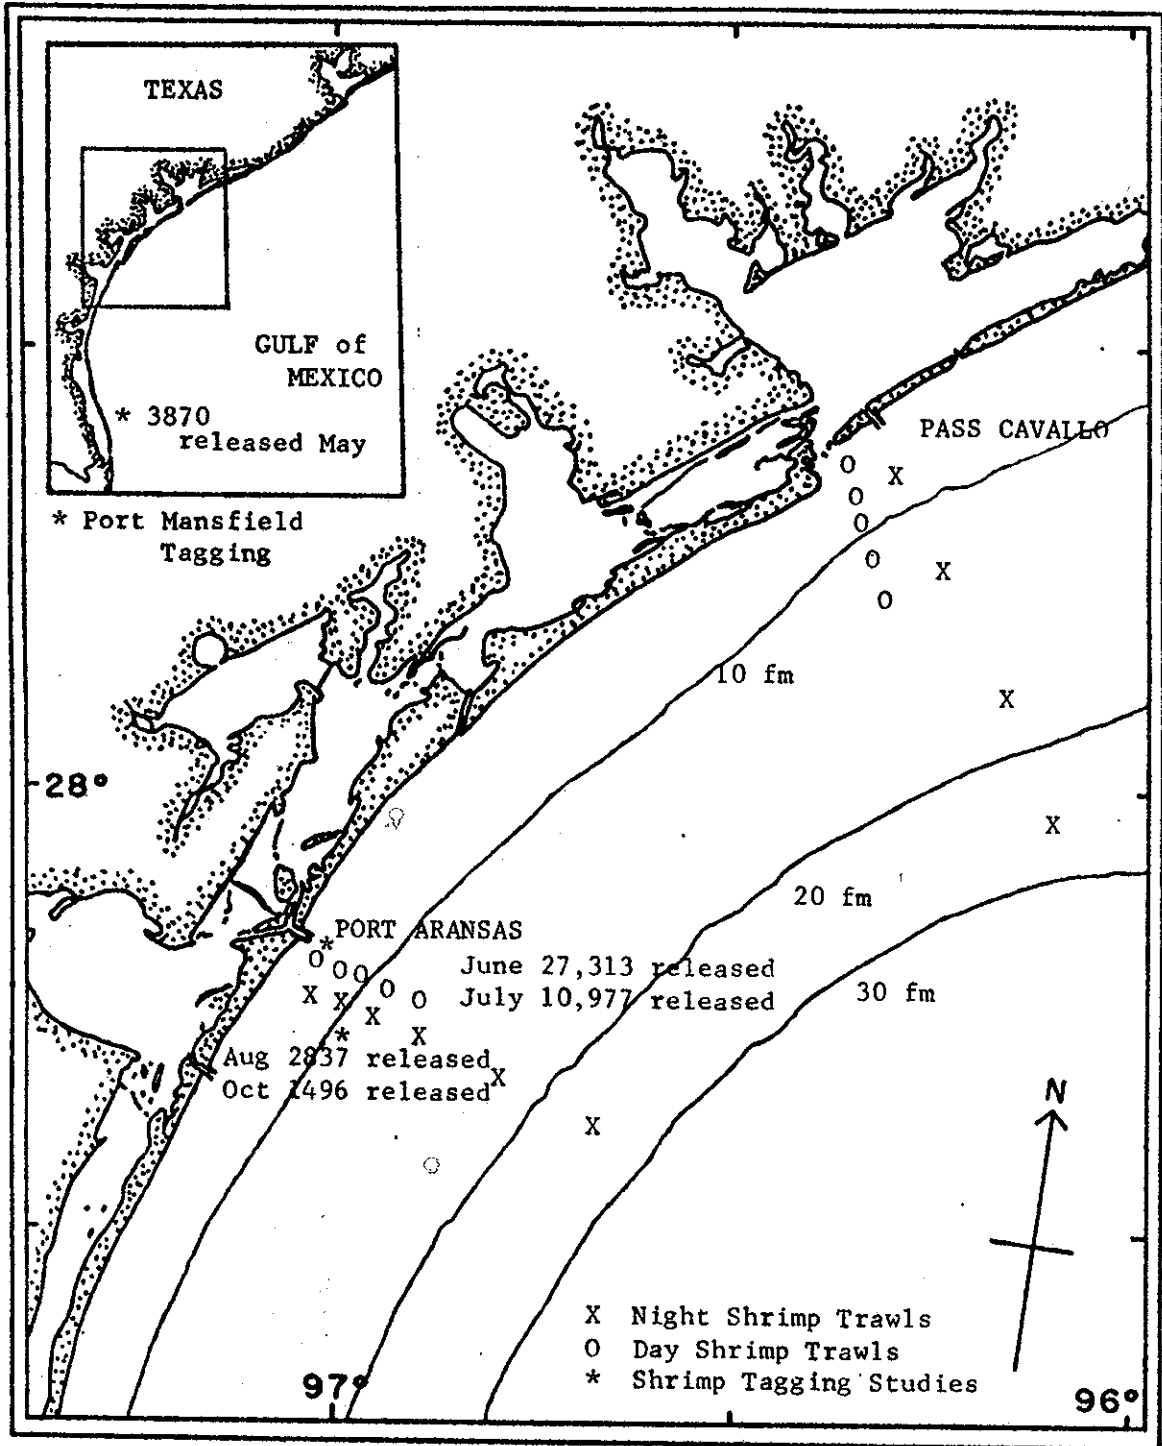 TEXAS
GULF of
MEXICO
* 3870
released May
* Port Mansfield
Tagging
PASS CAVALLO
O
X
O
O
O
X
O
10 fm
X
28°
X
20 fm
PORT ARANSAS
*
O
O
O
June 27,313 released
30 fm
O
O
July 10,977 released
X
X
X
*
X
Aug 2837 released
X
Oct 1496 released
X
N
X Night Shrimp Trawls
O Day Shrimp Trawls
* Shrimp Tagging Studies
97°
96°